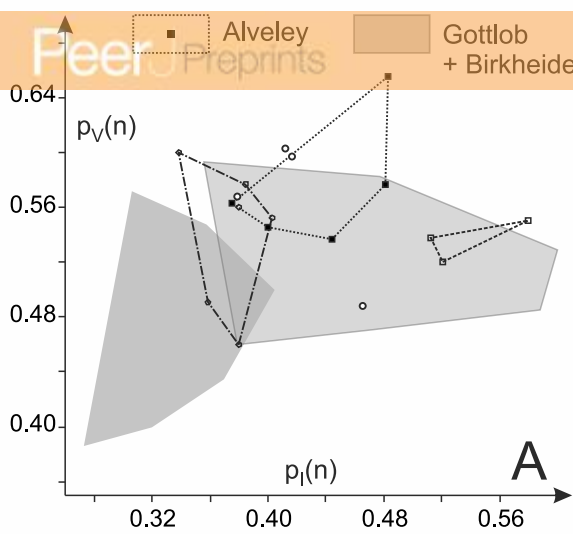 Alveley
Gottlob
+ Birkheide
PeerJ Preprints
0.64
pV(n)
0.56
0.48
0.40
pI(n)
A
0.32
0.40
0.48
0.56